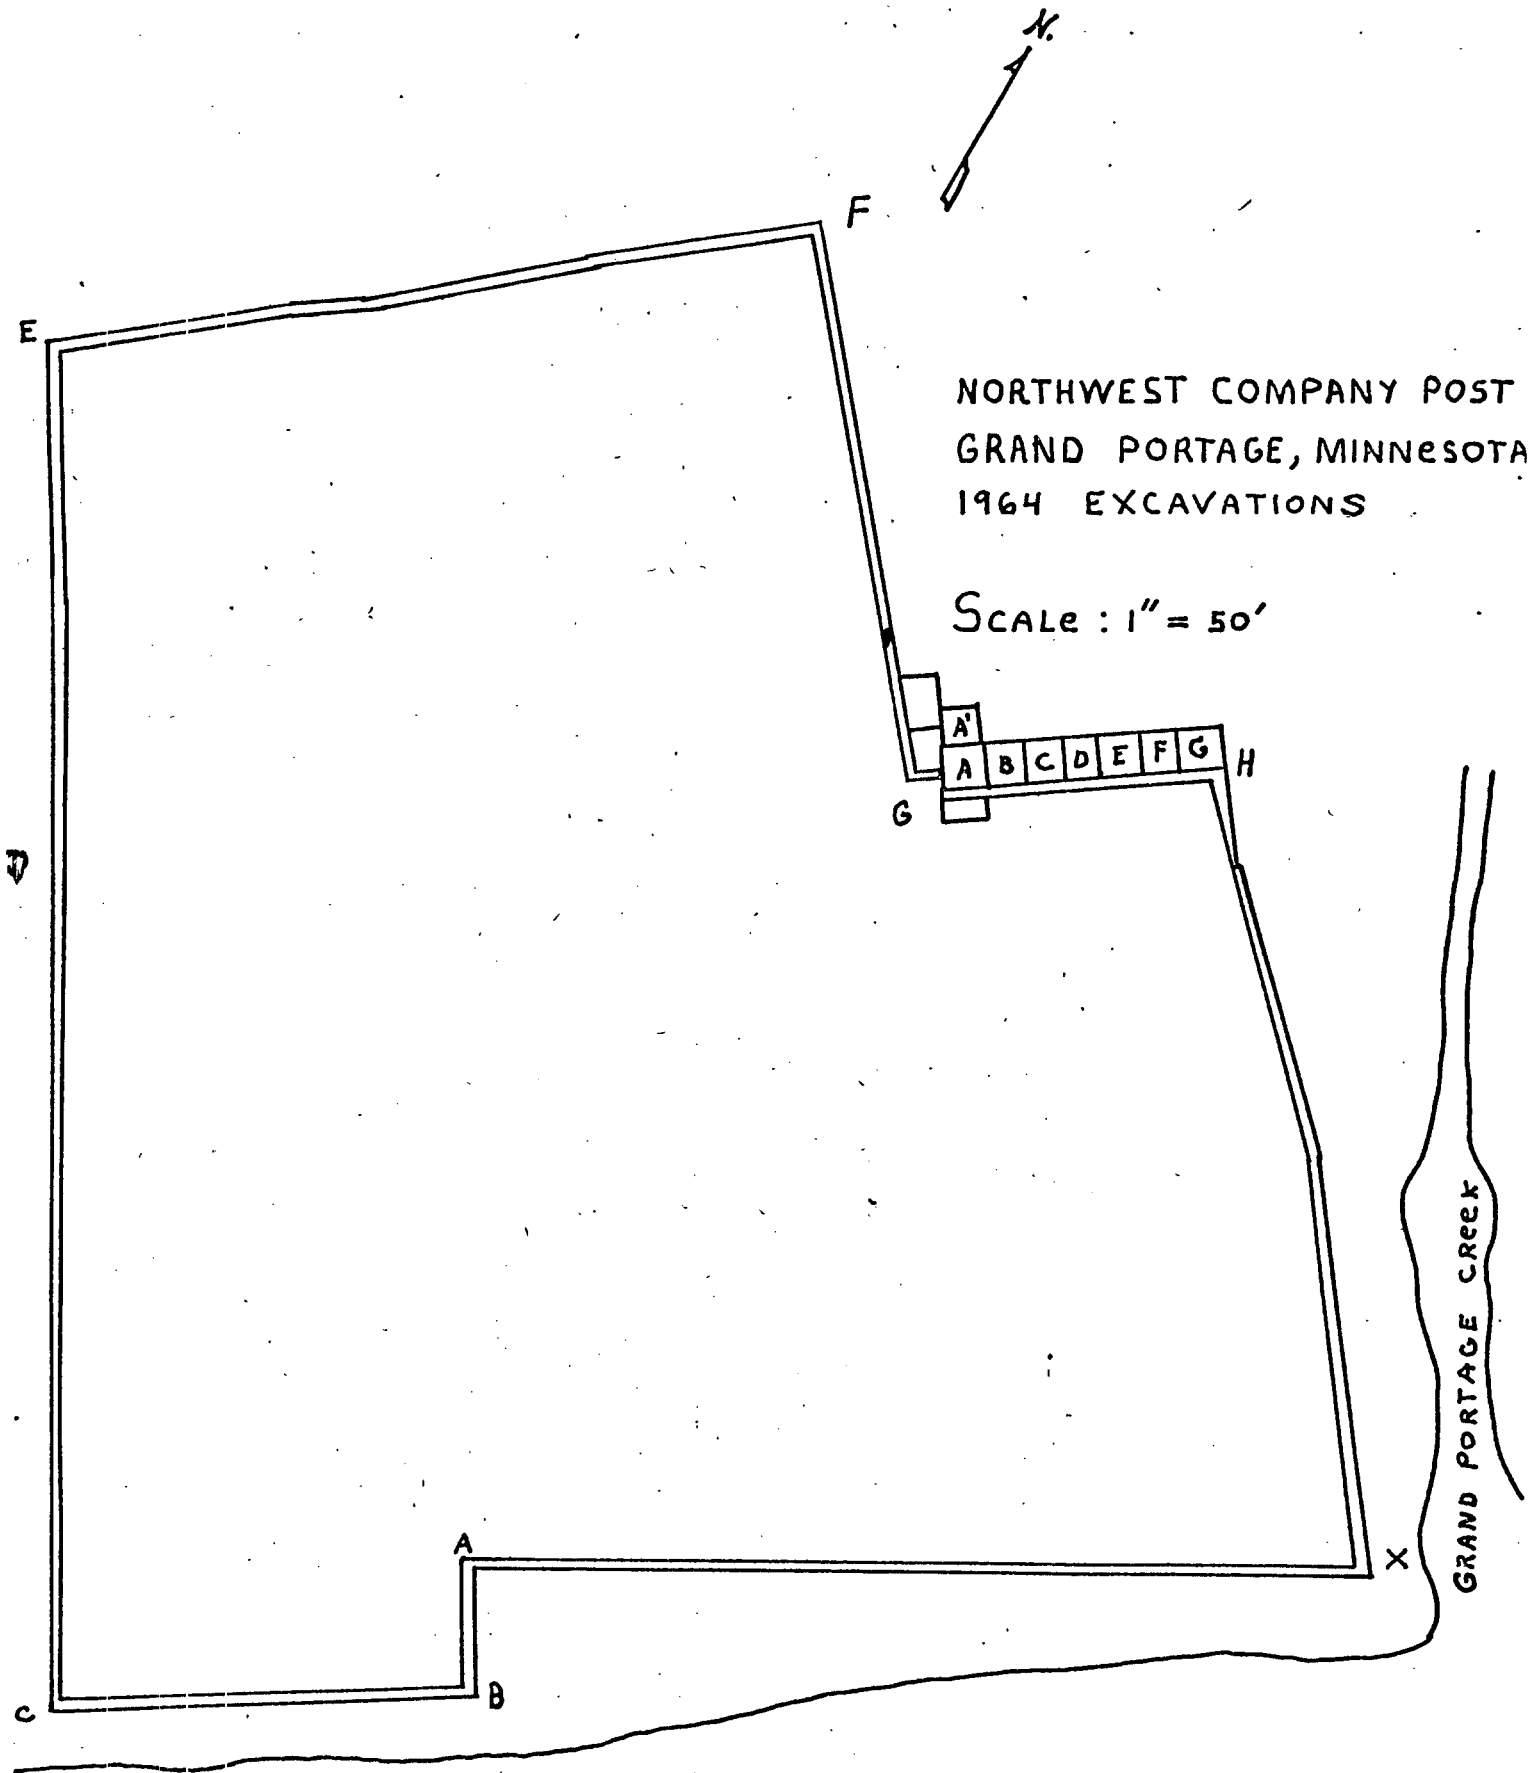 N.
F
E
NORTHWEST COMPANY POST
GRAND PORTAGE, MINNeSOTA
1964 EXCAVATIONS
SCALe : 1" = 50'
A'
A B C D E F G
H
G
D
GRAND PORTAGE CReeK
A
X
B
C